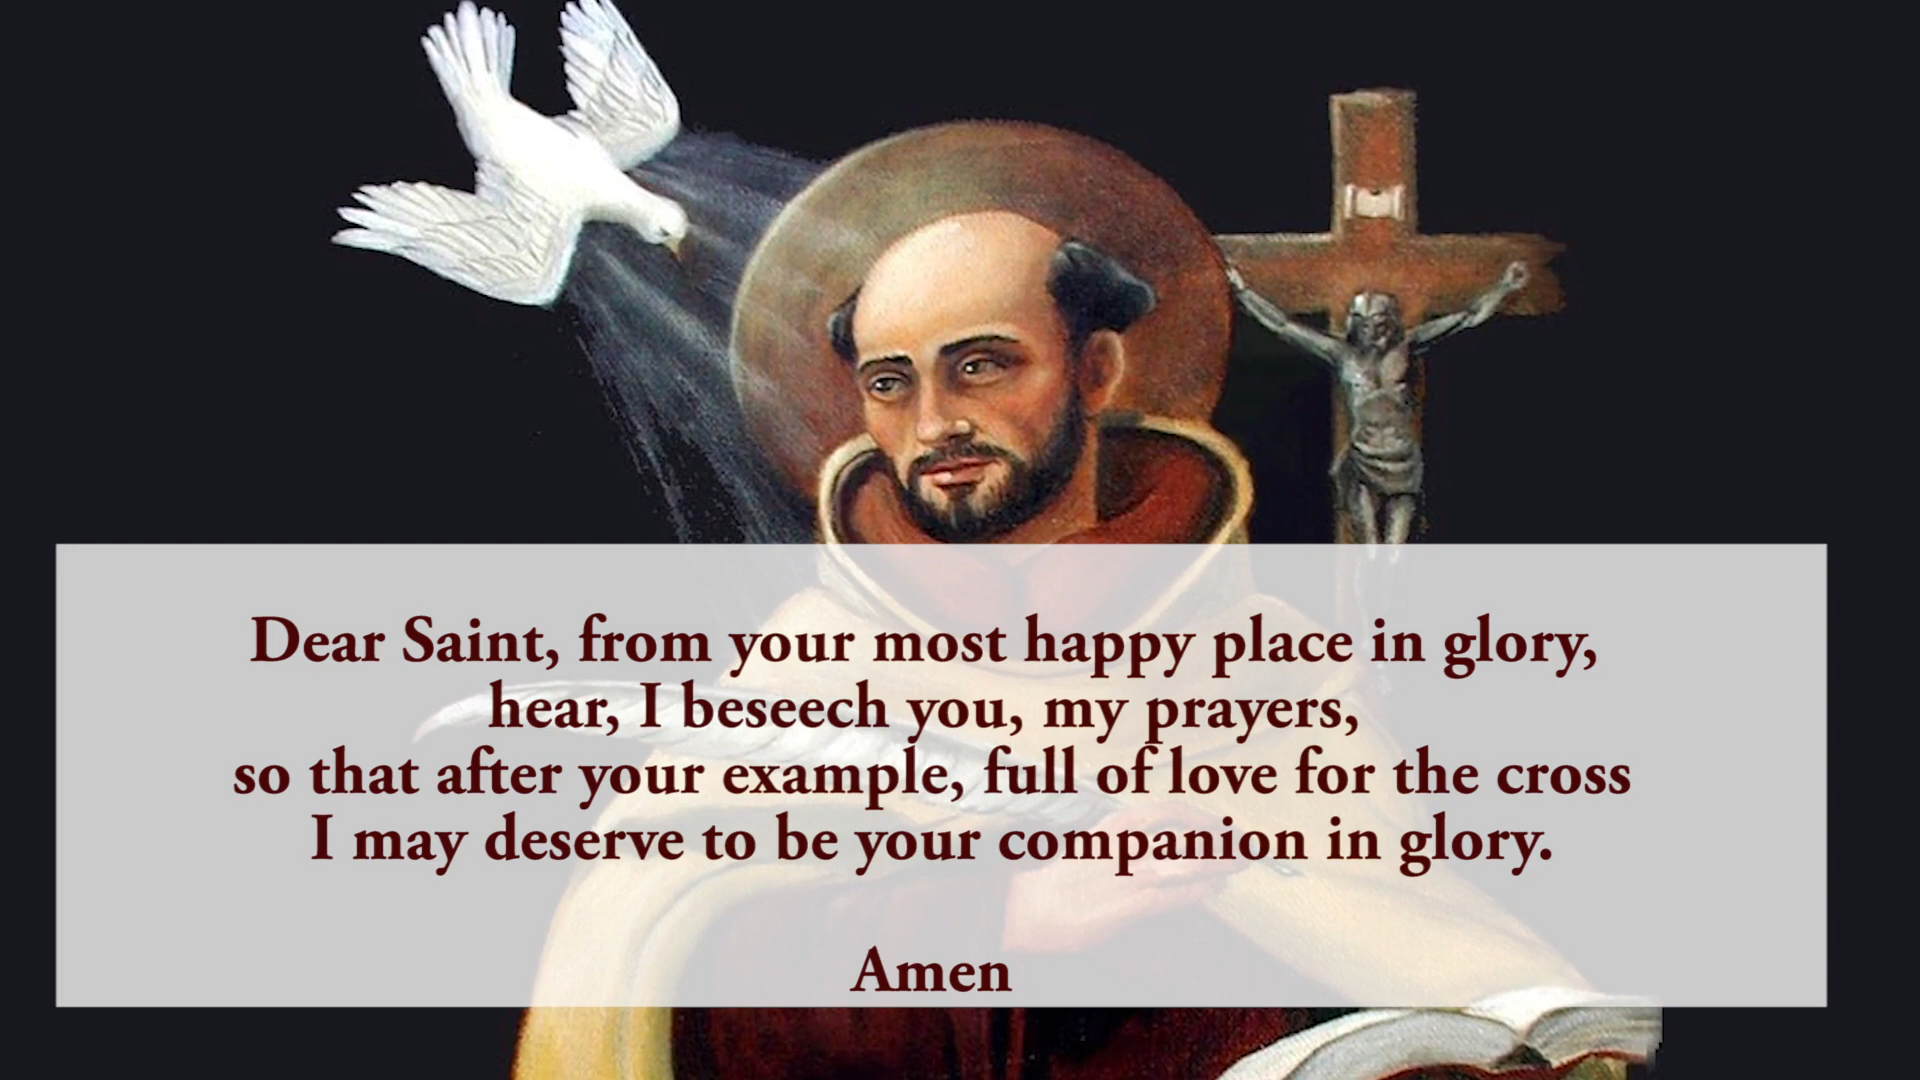 Dear Saint, from your most happy place in glory,
hear, I beseech you, my prayers,
so that after your example, full of love for the cross
I may deserve to be your companion in glory.
Amen